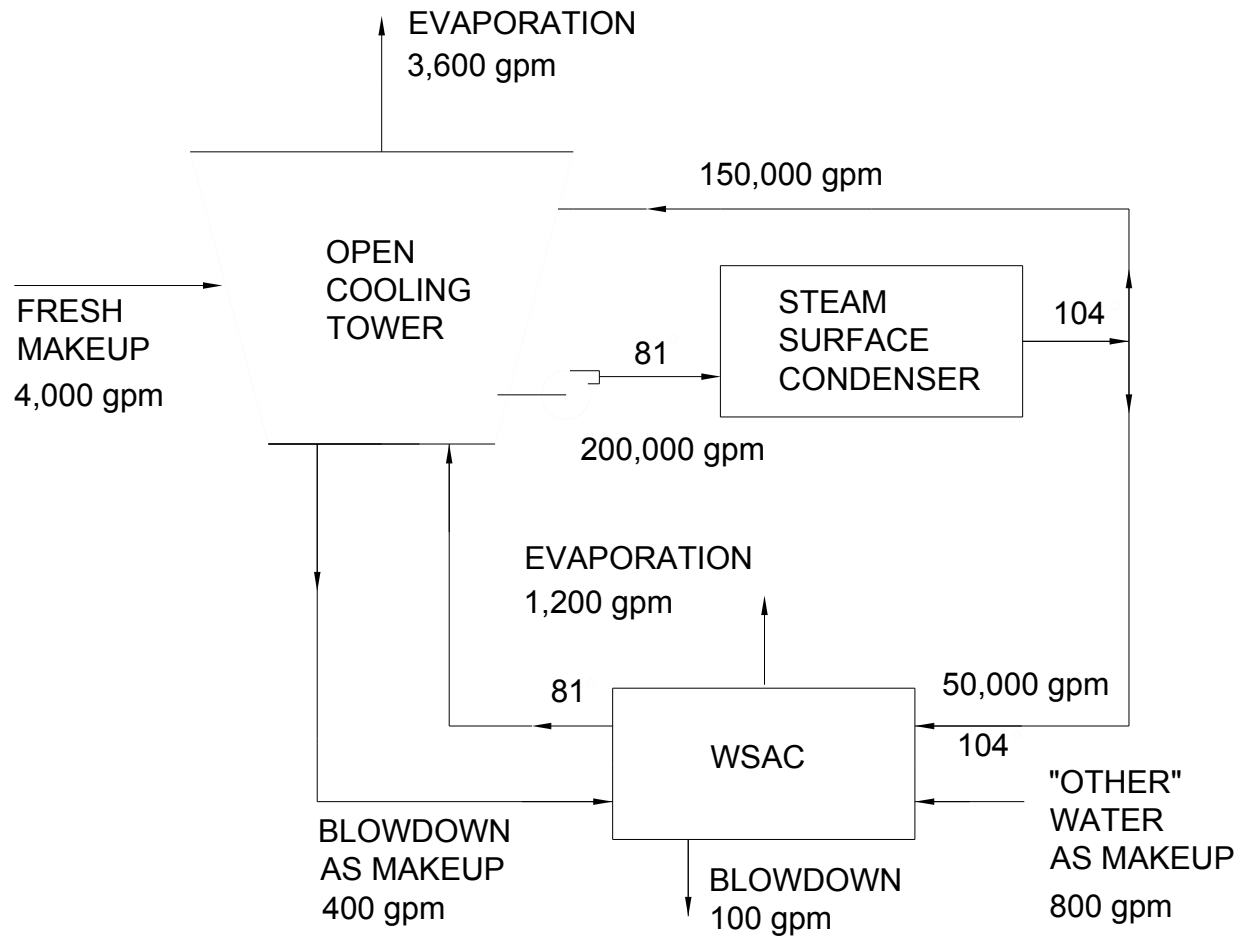 EVAPORATION
3,600 gpm
150,000 gpm
OPEN
COOLING
TOWER
FRESH
MAKEUP
4,000 gpm
STEAM
SURFACE
CONDENSER
104
81
200,000 gpm
EVAPORATION
1,200 gpm
81
50,000 gpm
104
WSAC
"OTHER"
WATER
AS MAKEUP
800 gpm
BLOWDOWN
AS MAKEUP
400 gpm
BLOWDOWN
100 gpm